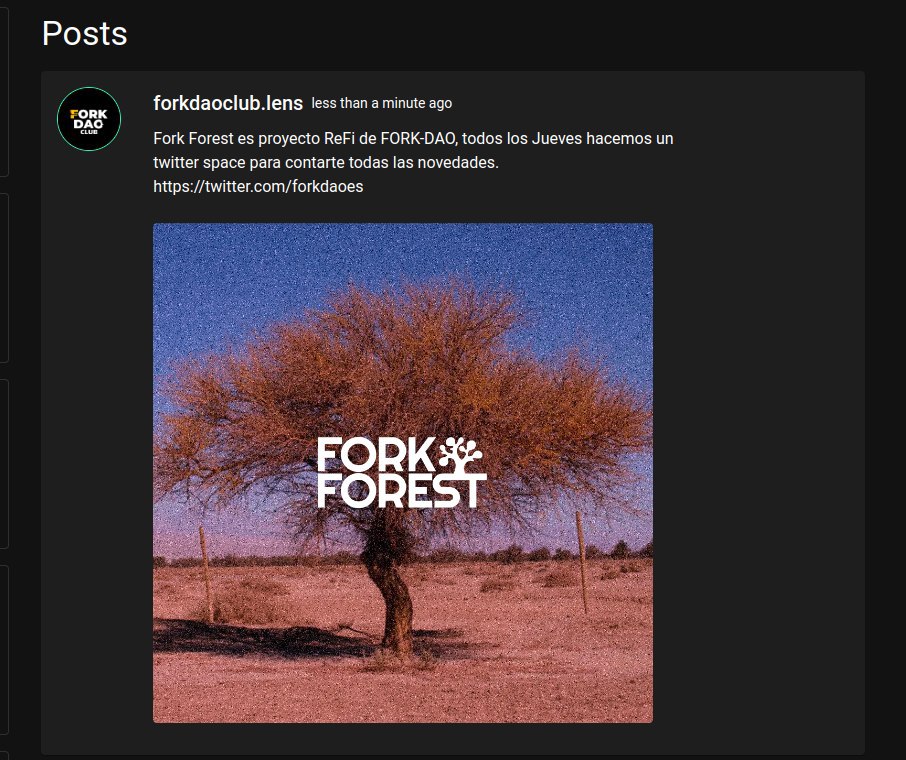 Posts
FORK
DAO
CLUB
forkdaoclub.lens less than a minute ago
Fork Forest es proyecto ReFi de FORK-DAO, todos los Jueves hacemos un
twitter space para contarte todas las novedades.
https://twitter.com/forkdaoes
FORK
FOREST